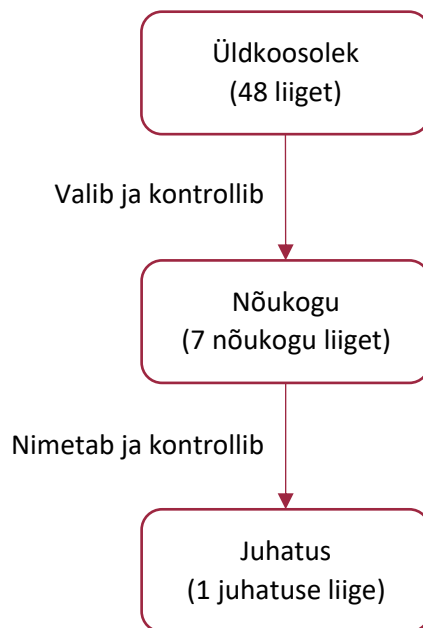 Üldkoosolek
(48 liiget)
Valib ja kontrollib
Nõukogu
(7 nõukogu liiget)
Nimetab ja kontrollib
Juhatus
(1 juhatuse liige)